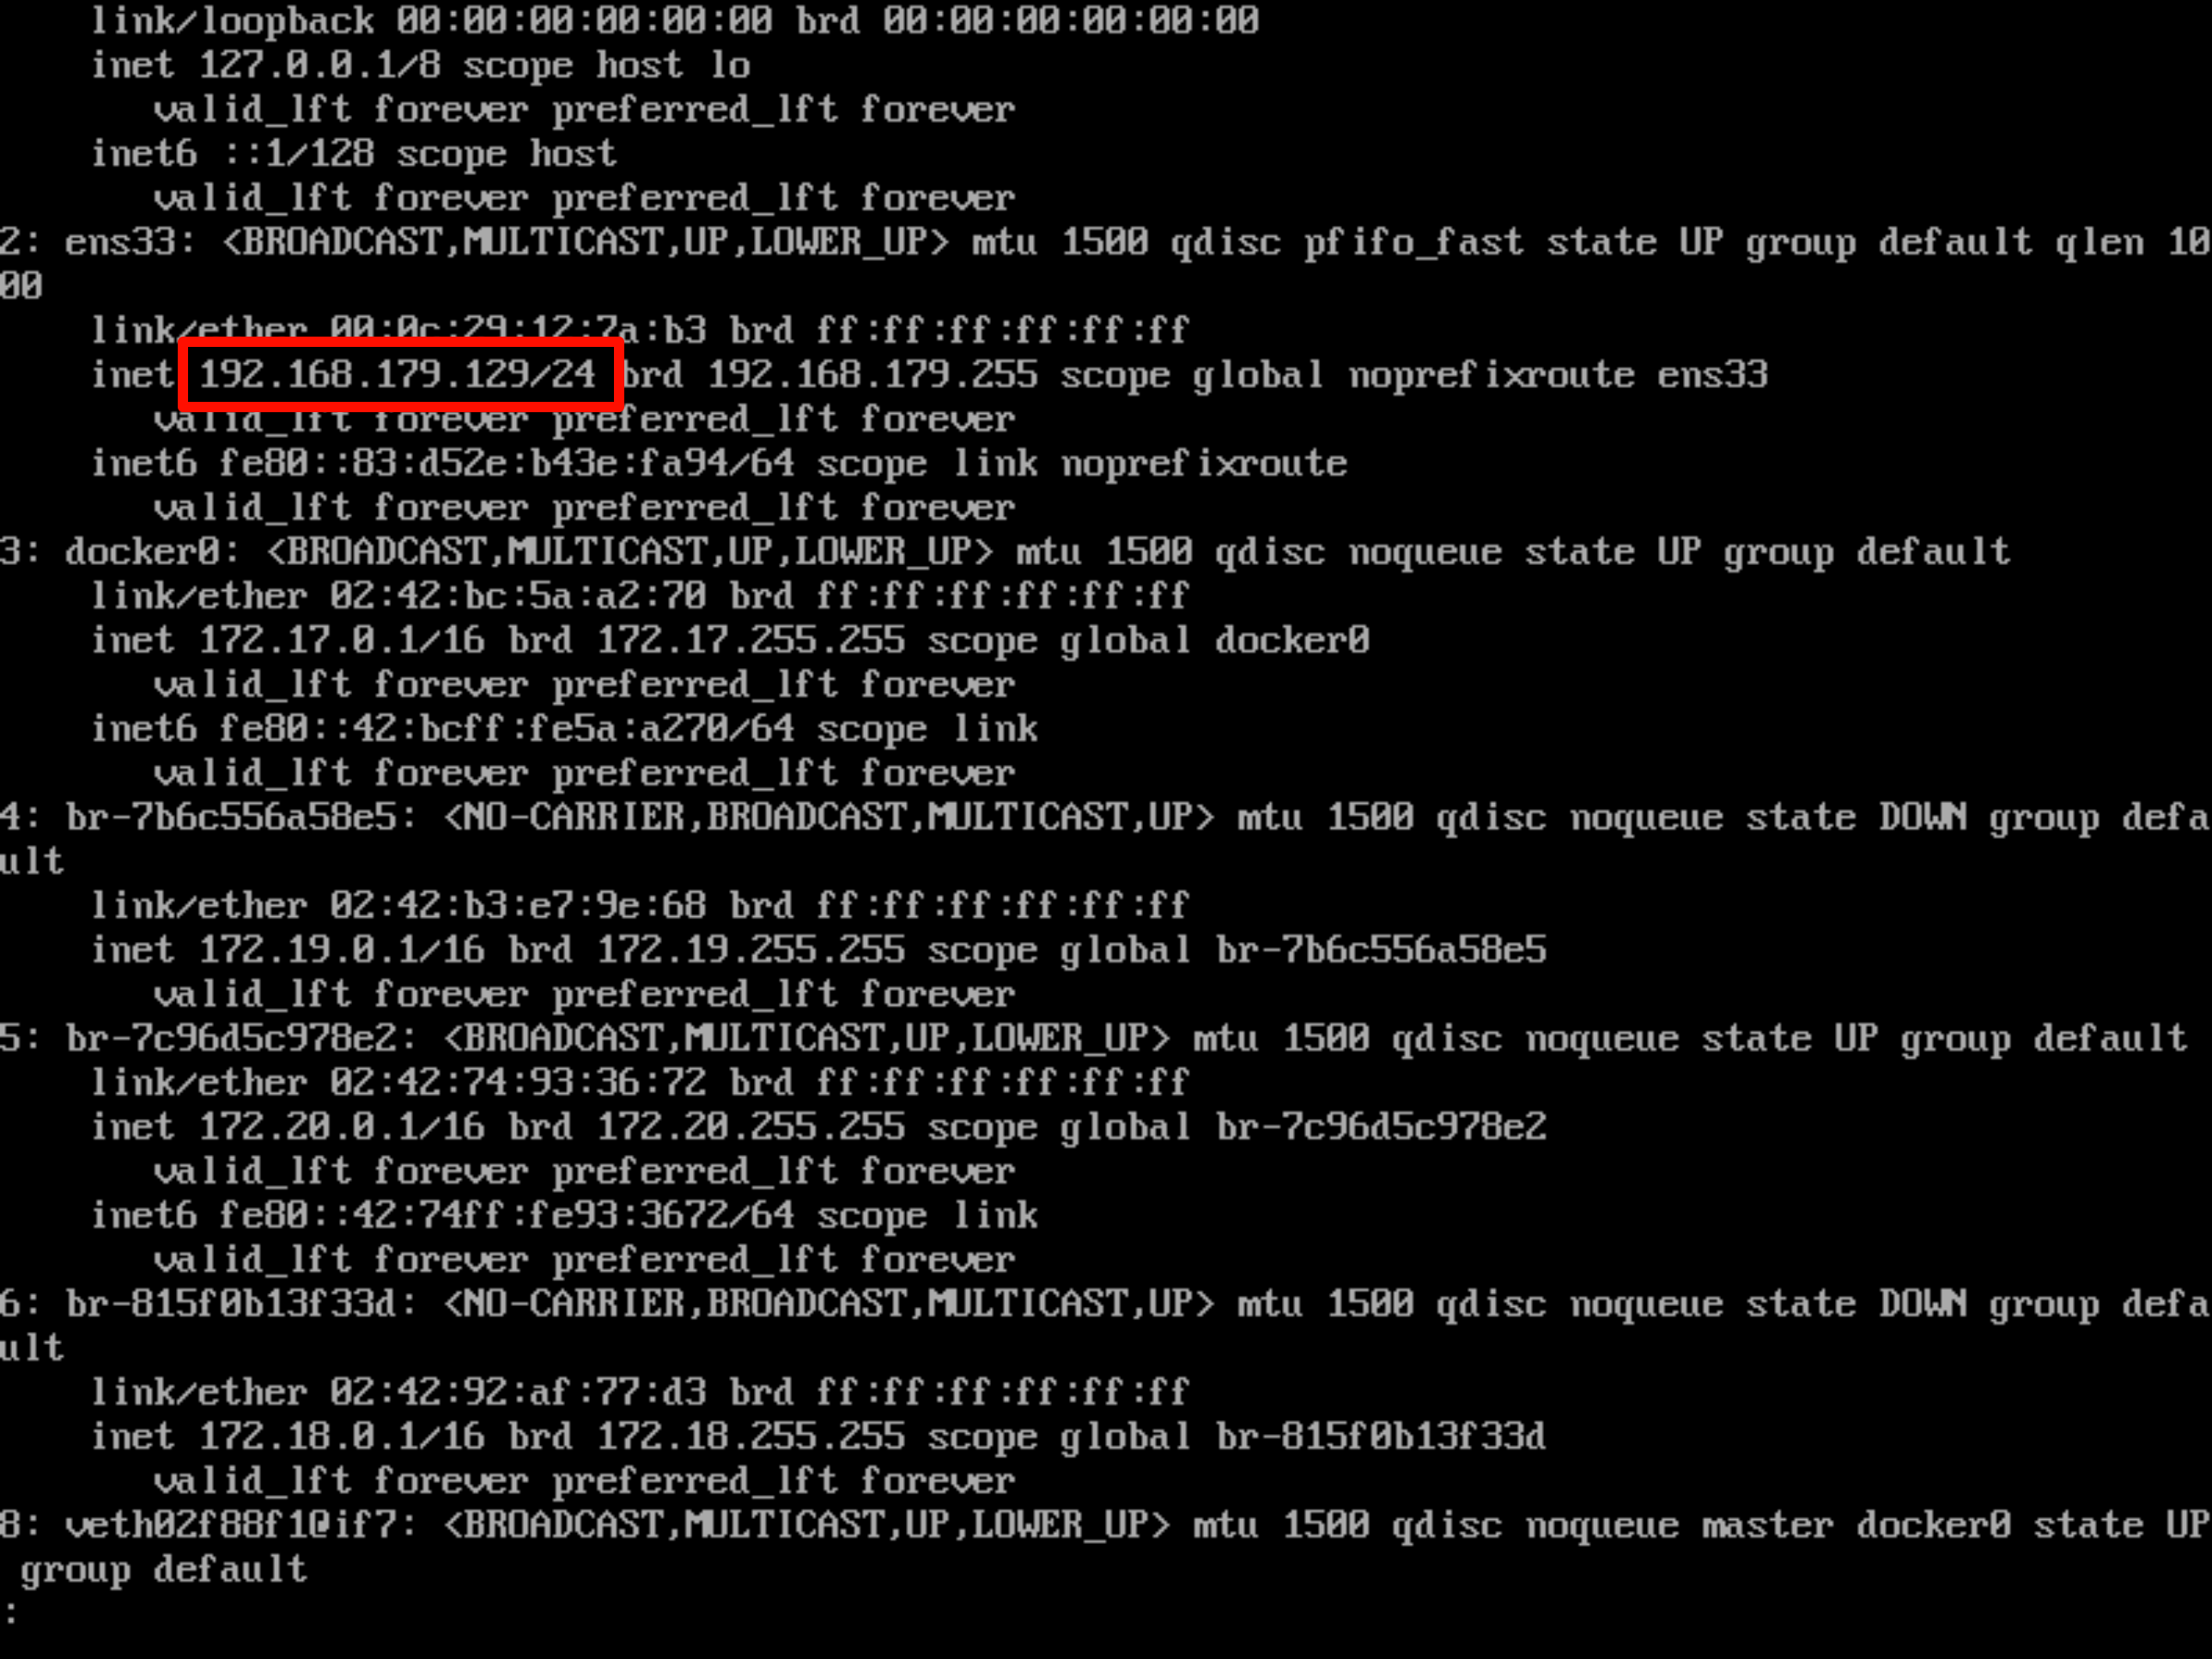 link/loopback 00:00:00:00:00:00 brd 00:00:00:00:00:00
inet 127.0.0.1/8 scope host lo
valid_lft forever preferred_lft forever
inet6 ::1/128 scope host
valid_lft forever preferred_lft forever
2: ens33: <BROADCAST,MULTICAST,UP,LOWER_UP> mtu 1500 qdisc pfifo_fast state UP group default qlen 10
00
link/ether 00:0c:29:12:7a:b3 brd ff:ff:ff:ff:ff:ff
inet 192.168.179.129/24 brd 192.168.179.255 scope global noprefixroute ens33
valid_lft forever preferred_lft forever
inet6 fe80::83:d52e:b43e:fa94/64 scope link noprefixroute
valid_lft forever preferred_lft forever
3: docker0: <BROADCAST,MULTICAST,UP,LOWER_UP> mtu 1500 qdisc noqueue state UP group default
link/ether 02:42:bc:5a:a2:70 brd ff:ff:ff:ff:ff:ff
inet 172.17.0.1/16 brd 172.17.255.255 scope global docker0
valid_lft forever preferred_lft forever
inet6 fe80::42:bcff:fe5a:a270/64 scope link
valid_lft forever preferred_lft forever
4: br-7b6c556a58e5: <NO-CARRIER,BROADCAST,MULTICAST,UP> mtu 1500 qdisc noqueue state DOWN group defa
ult
link/ether 02:42:b3:e7:9e:68 brd ff:ff:ff:ff:ff:ff
inet 172.19.0.1/16 brd 172.19.255.255 scope global br-7b6c556a58e5
valid_lft forever preferred_lft forever
5: br-7c96d5c978e2: <BROADCAST,MULTICAST,UP,LOWER_UP> mtu 1500 qdisc noqueue state UP group default
link/ether 02:42:74:93:36:72 brd ff:ff:ff:ff:ff:ff
inet 172.20.0.1/16 brd 172.20.255.255 scope global br-7c96d5c978e2
valid_lft forever preferred_lft forever
inet6 fe80::42:74ff:fe93:3672/64 scope link
valid_lft forever preferred_lft forever
6: br-815f0b13f33d: <NO-CARRIER,BROADCAST,MULTICAST,UP> mtu 1500 qdisc noqueue state DOWN group defa
ult
link/ether 02:42:92:af:77:d3 brd ff:ff:ff:ff:ff:ff
inet 172.18.0.1/16 brd 172.18.255.255 scope global br-815f0b13f33d
valid_lft forever preferred_lft forever
8: veth02f88f1@if7: <BROADCAST,MULTICAST,UP,LOWER_UP> mtu 1500 qdisc noqueue master docker0 state UP
group default
: